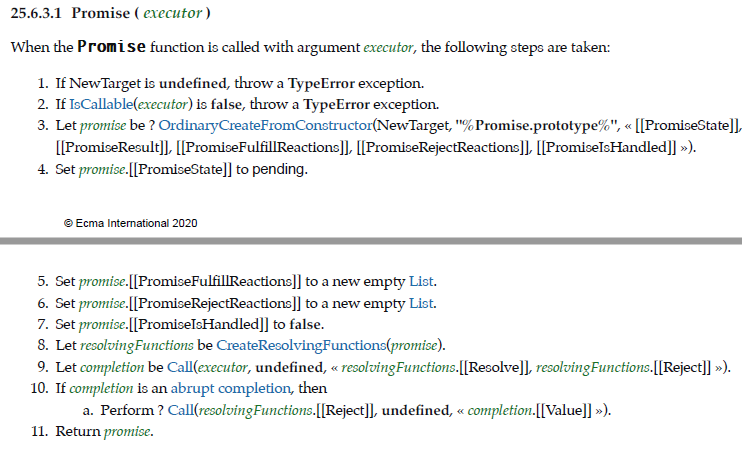 25.6.3.1 Promise ( executor )
When the Promise function is called with argument executor, the following steps are taken:
1. If NewTarget is undefined, throw a TypeError exception.
2. If IsCallable(executor) is false, throw a TypeError exception.
3. Let promise be ? OrdinaryCreateFromConstructor(NewTarget, "%Promise.prototype%", « [[PromiseState]],
[[PromiseResult]], [[PromiseFulfillReactions]], [[PromiseRejectReactions]], [[PromiseIsHandled]] »).
4. Set promise.[[PromiseState]] to pending.
© Ecma International 2020
5. Set promise.[[PromiseFulfillReactions]] to a new empty List.
6. Set promise.[[PromiseRejectReactions]] to a new empty List.
7. Set promise.[[PromiseIsHandled]] to false.
8. Let resolvingFunctions be CreateResolvingFunctions(promise).
9. Let completion be Call(executor, undefined, « resolvingFunctions.[[Resolve]], resolvingFunctions.[[Reject]] »).
10. If completion is an abrupt completion, then
a. Perform ? Call(resolvingFunctions.[[Reject]], undefined, « completion.[[Value]] »).
11. Return promise.